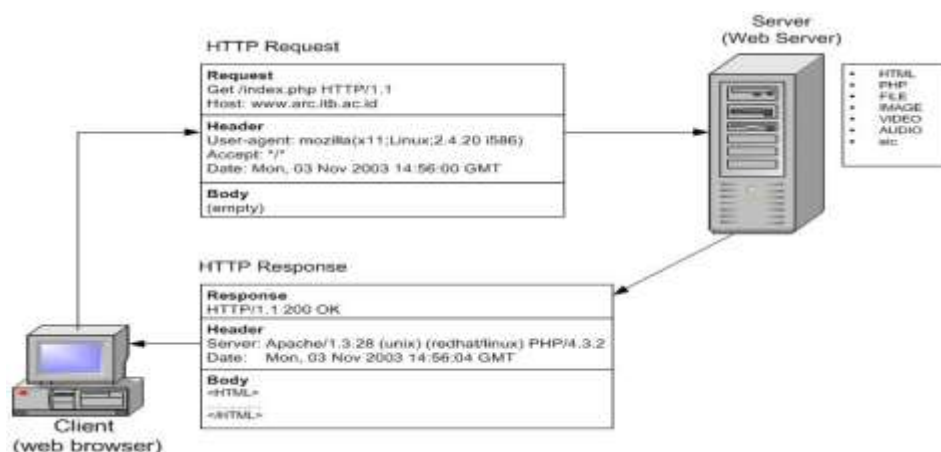 Server
(Web Server)
HTTP Request
Request
Get /index.php HTTP/1.1
Host: www.arc.itb.ac.id
Header
User-agent: mozilla(x11;Linux;2.4.20 i586)
Accept: "/"
Date: Mon, 03 Nov 2003 14:56:00 GMT
Body
(empty)
• HTML
• PHP
• FILE
• IMAGE
• VIDEO
• AUDIO
• etc
HTTP Response
Response
HTTP/1.1 200 OK
Header
Server: Apache/1.3.28 (unix) (redhat/linux) PHP/4.3.2
Date: Mon, 03 Nov 2003 14:56:04 GMT
Body
<HTML>
</HTML>
Client
(web browser)